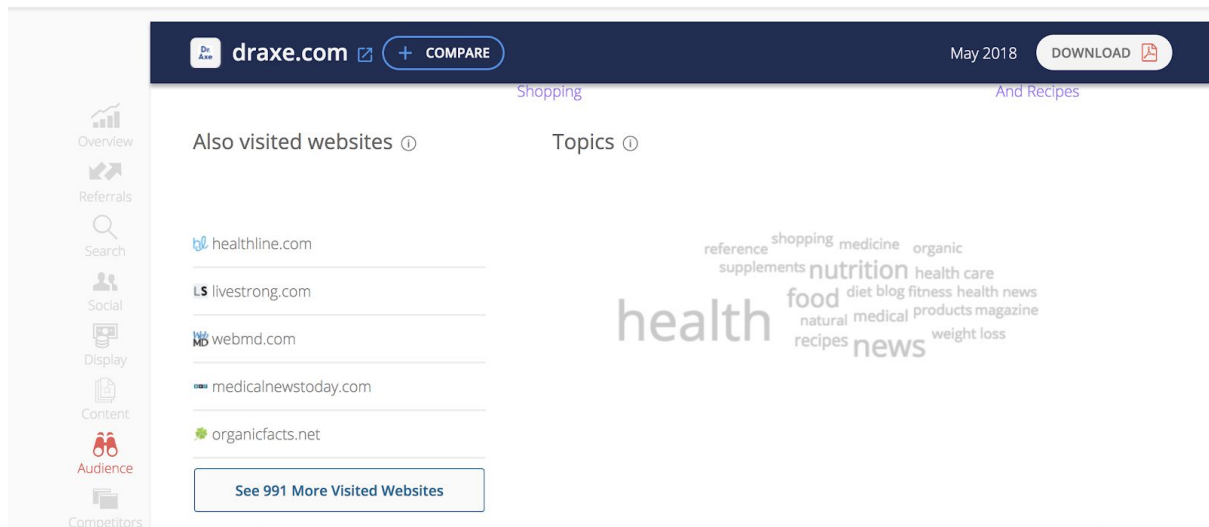 Dr. Axe draxe.com + COMPARE May 2018 DOWNLOAD
Shopping And Recipes
Overview
Referrals
Search
Social
Display
Content
Audience
Competitors
Also visited websites
healthline.com
LS livestrong.com
webmd.com
medicalnewstoday.com
organicfacts.net
See 991 More Visited Websites
Topics
reference shopping medicine organic
supplements nutrition health care
health food diet blog fitness health news
natural medical products magazine
recipes news weight loss